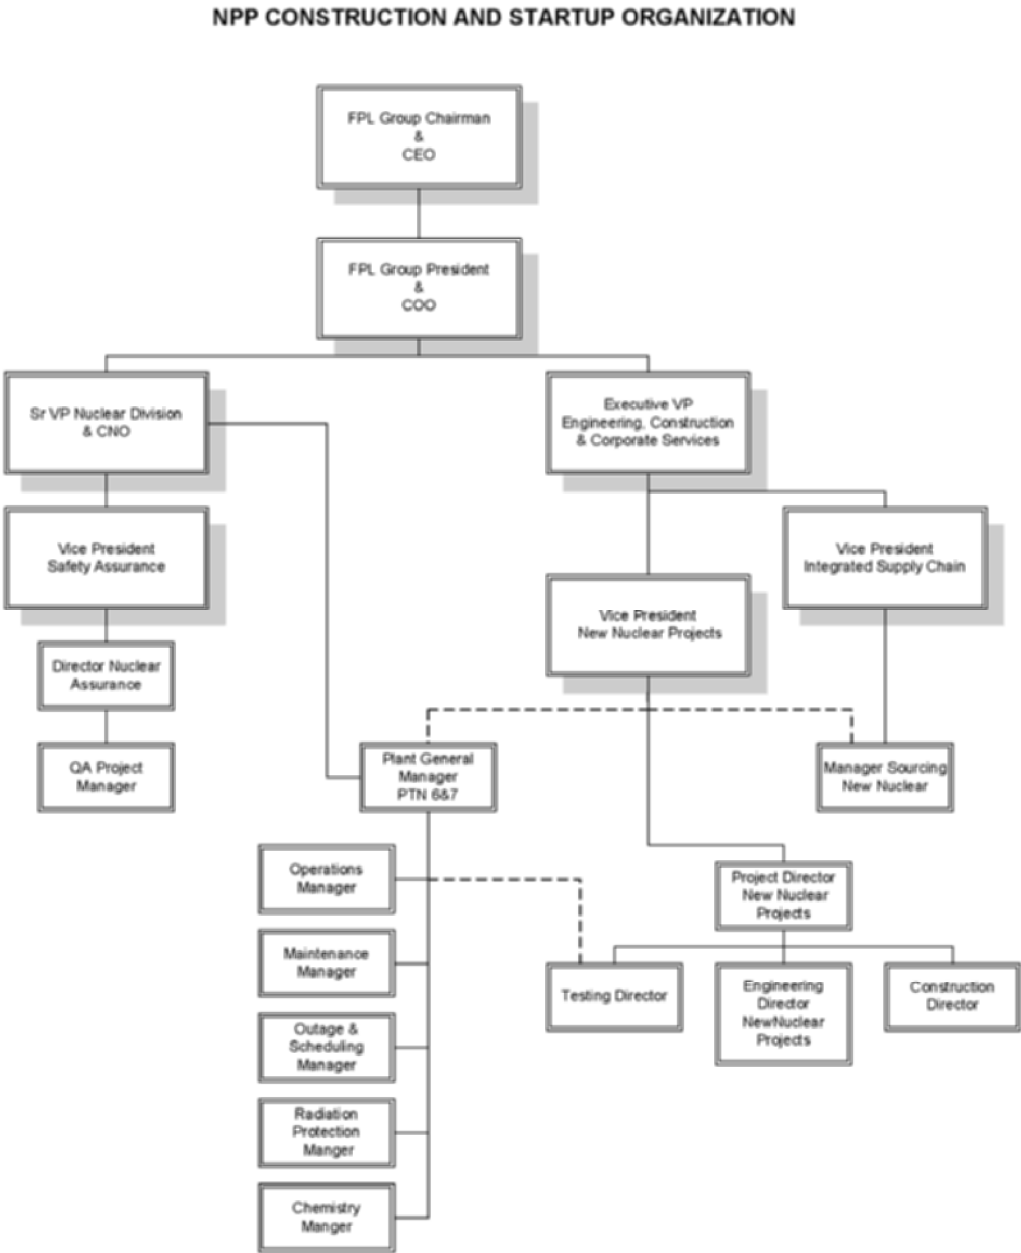 NPP CONSTRUCTION AND STARTUP ORGANIZATION
FPL Group Chairman
&
CEO
FPL Group President
&
COO
Sr VP Nuclear Division
& CNO
Executive VP
Engineering, Construction
& Corporate Services
Vice President
Safety Assurance
Vice President
Integrated Supply Chain
Vice President
New Nuclear Projects
Director Nuclear
Assurance
QA Project
Manager
Plant General
Manager
PTN 6&7
Manager Sourcing
New Nuclear
Operations
Manager
Project Director
New Nuclear
Projects
Maintenance
Manager
Testing Director
Engineering
Director
NewNuclear
Projects
Construction
Director
Outage &
Scheduling
Manager
Radiation
Protection
Manger
Chemistry
Manger